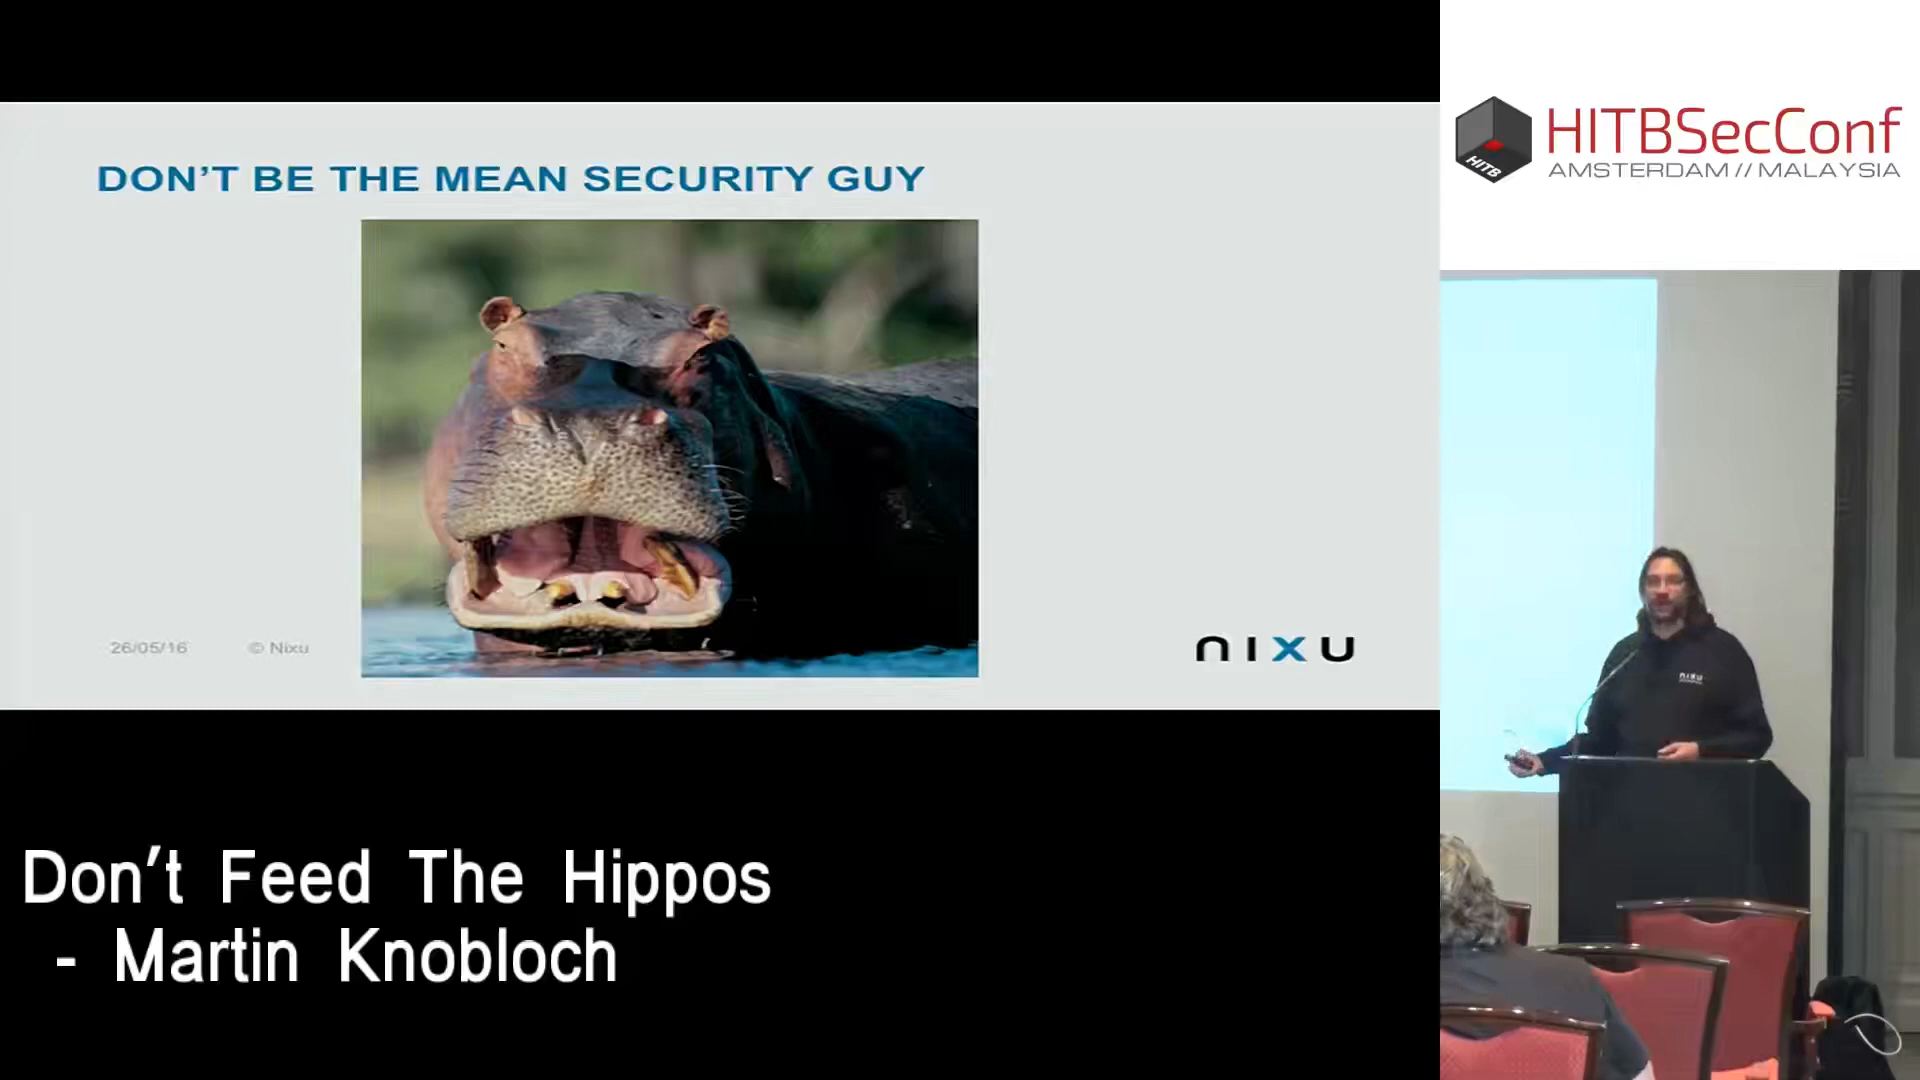 DON'T BE THE MEAN SECURITY GUY
26/05/16 © Nixu
nixu
Don't Feed The Hippos
- Martin Knobloch
HITB
HITBSecConf
AMSTERDAM // MALAYSIA
nixu